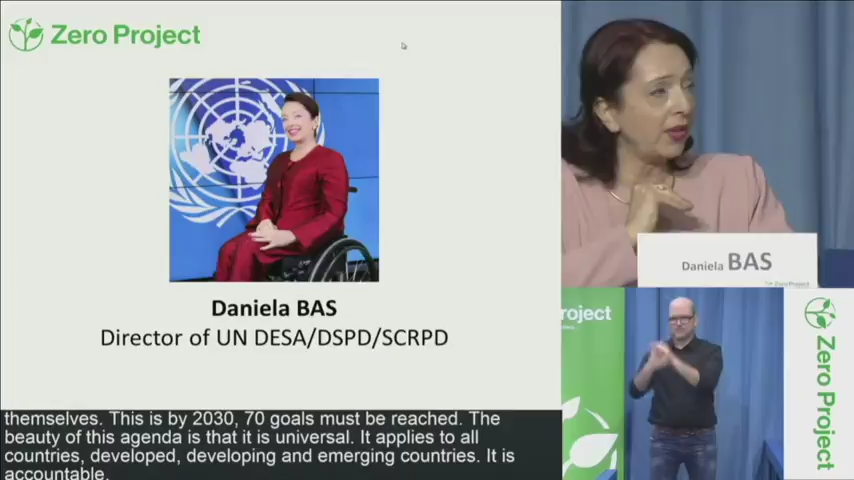 Zero Project
Daniela BAS
Director of UN DESA/DSPD/SCRPD
themselves. This is by 2030, 70 goals must be reached. The
beauty of this agenda is that it is universal. It applies to all
countries, developed, developing and emerging countries. It is
accountable.
Daniela BAS
Zero Project
roject
Zero Project